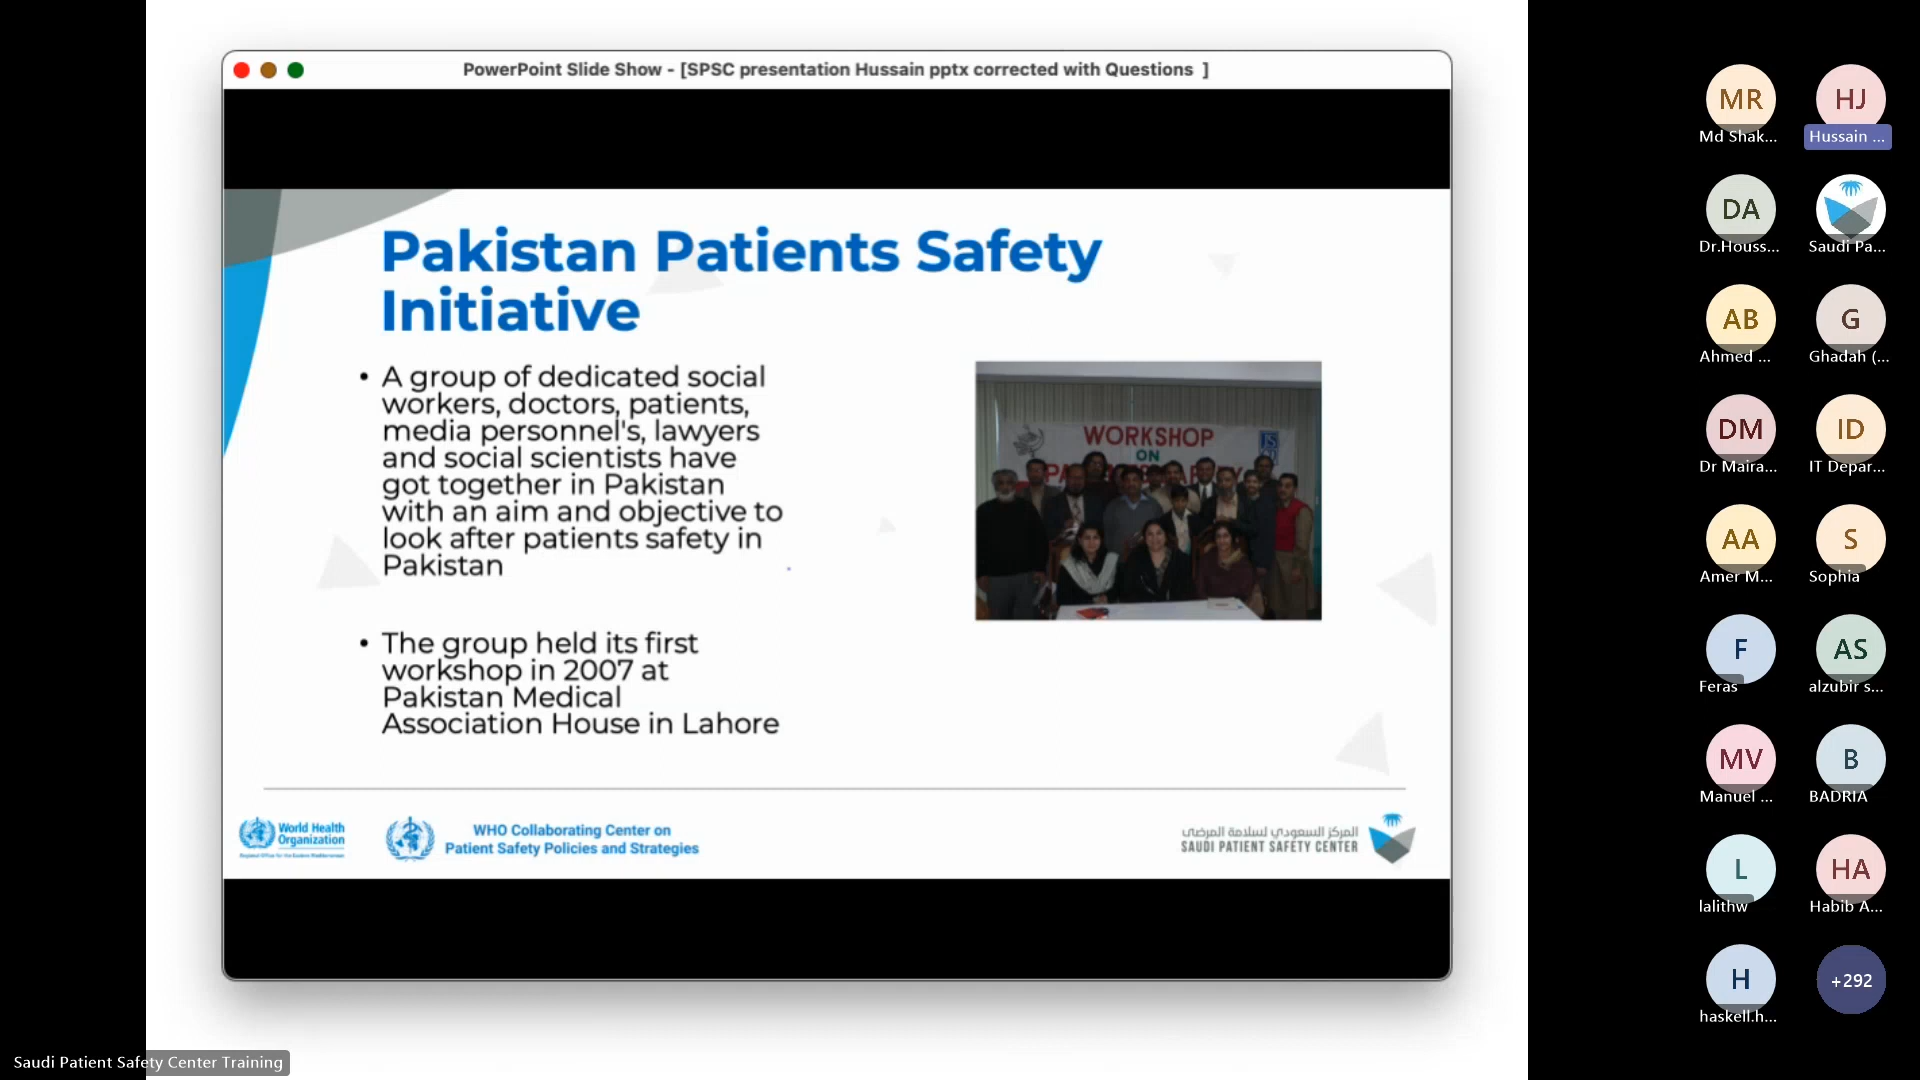 PowerPoint Slide Show - [SPSC presentation Hussain pptx corrected with Questions ]
Pakistan Patients Safety
Initiative
• A group of dedicated social
workers, doctors, patients,
media personnel's, lawyers
and social scientists have
got together in Pakistan
with an aim and objective to
look after patients safety in
Pakistan
• The group held its first
workshop in 2007 at
Pakistan Medical
Association House in Lahore
WORKSHOP
ON
World Health
Organization
Regional Office for the Eastern Mediterranean
WHO Collaborating Center on
Patient Safety Policies and Strategies
المركز السعودي لسلامة المرضى
SAUDI PATIENT SAFETY CENTER
MR
Md Shak...
HJ
Hussain ...
DA
Dr.Houss...
Saudi Pa...
AB
Ahmed ...
G
Ghadah (...
DM
Dr Maira...
ID
IT Depar...
AA
Amer M...
S
Sophia
F
Feras
AS
alzubir s...
MV
Manuel ...
B
BADRIA
L
lalithw
HA
Habib A...
H
haskell.h...
+292
Saudi Patient Safety Center Training